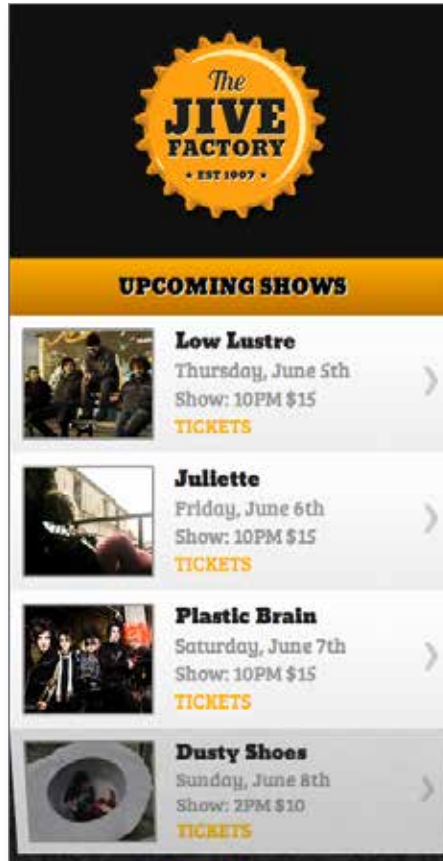 The
JIVE
FACTORY
EST 1997
UPCOMING SHOWS
Low Lustre
Thursday, June 5th
Show: 10PM $15
TICKETS
Juliette
Friday, June 6th
Show: 10PM $15
TICKETS
Plastic Brain
Saturday, June 7th
Show: 10PM $15
TICKETS
Dusty Shoes
Sunday, June 8th
Show: 2PM $10
TICKETS